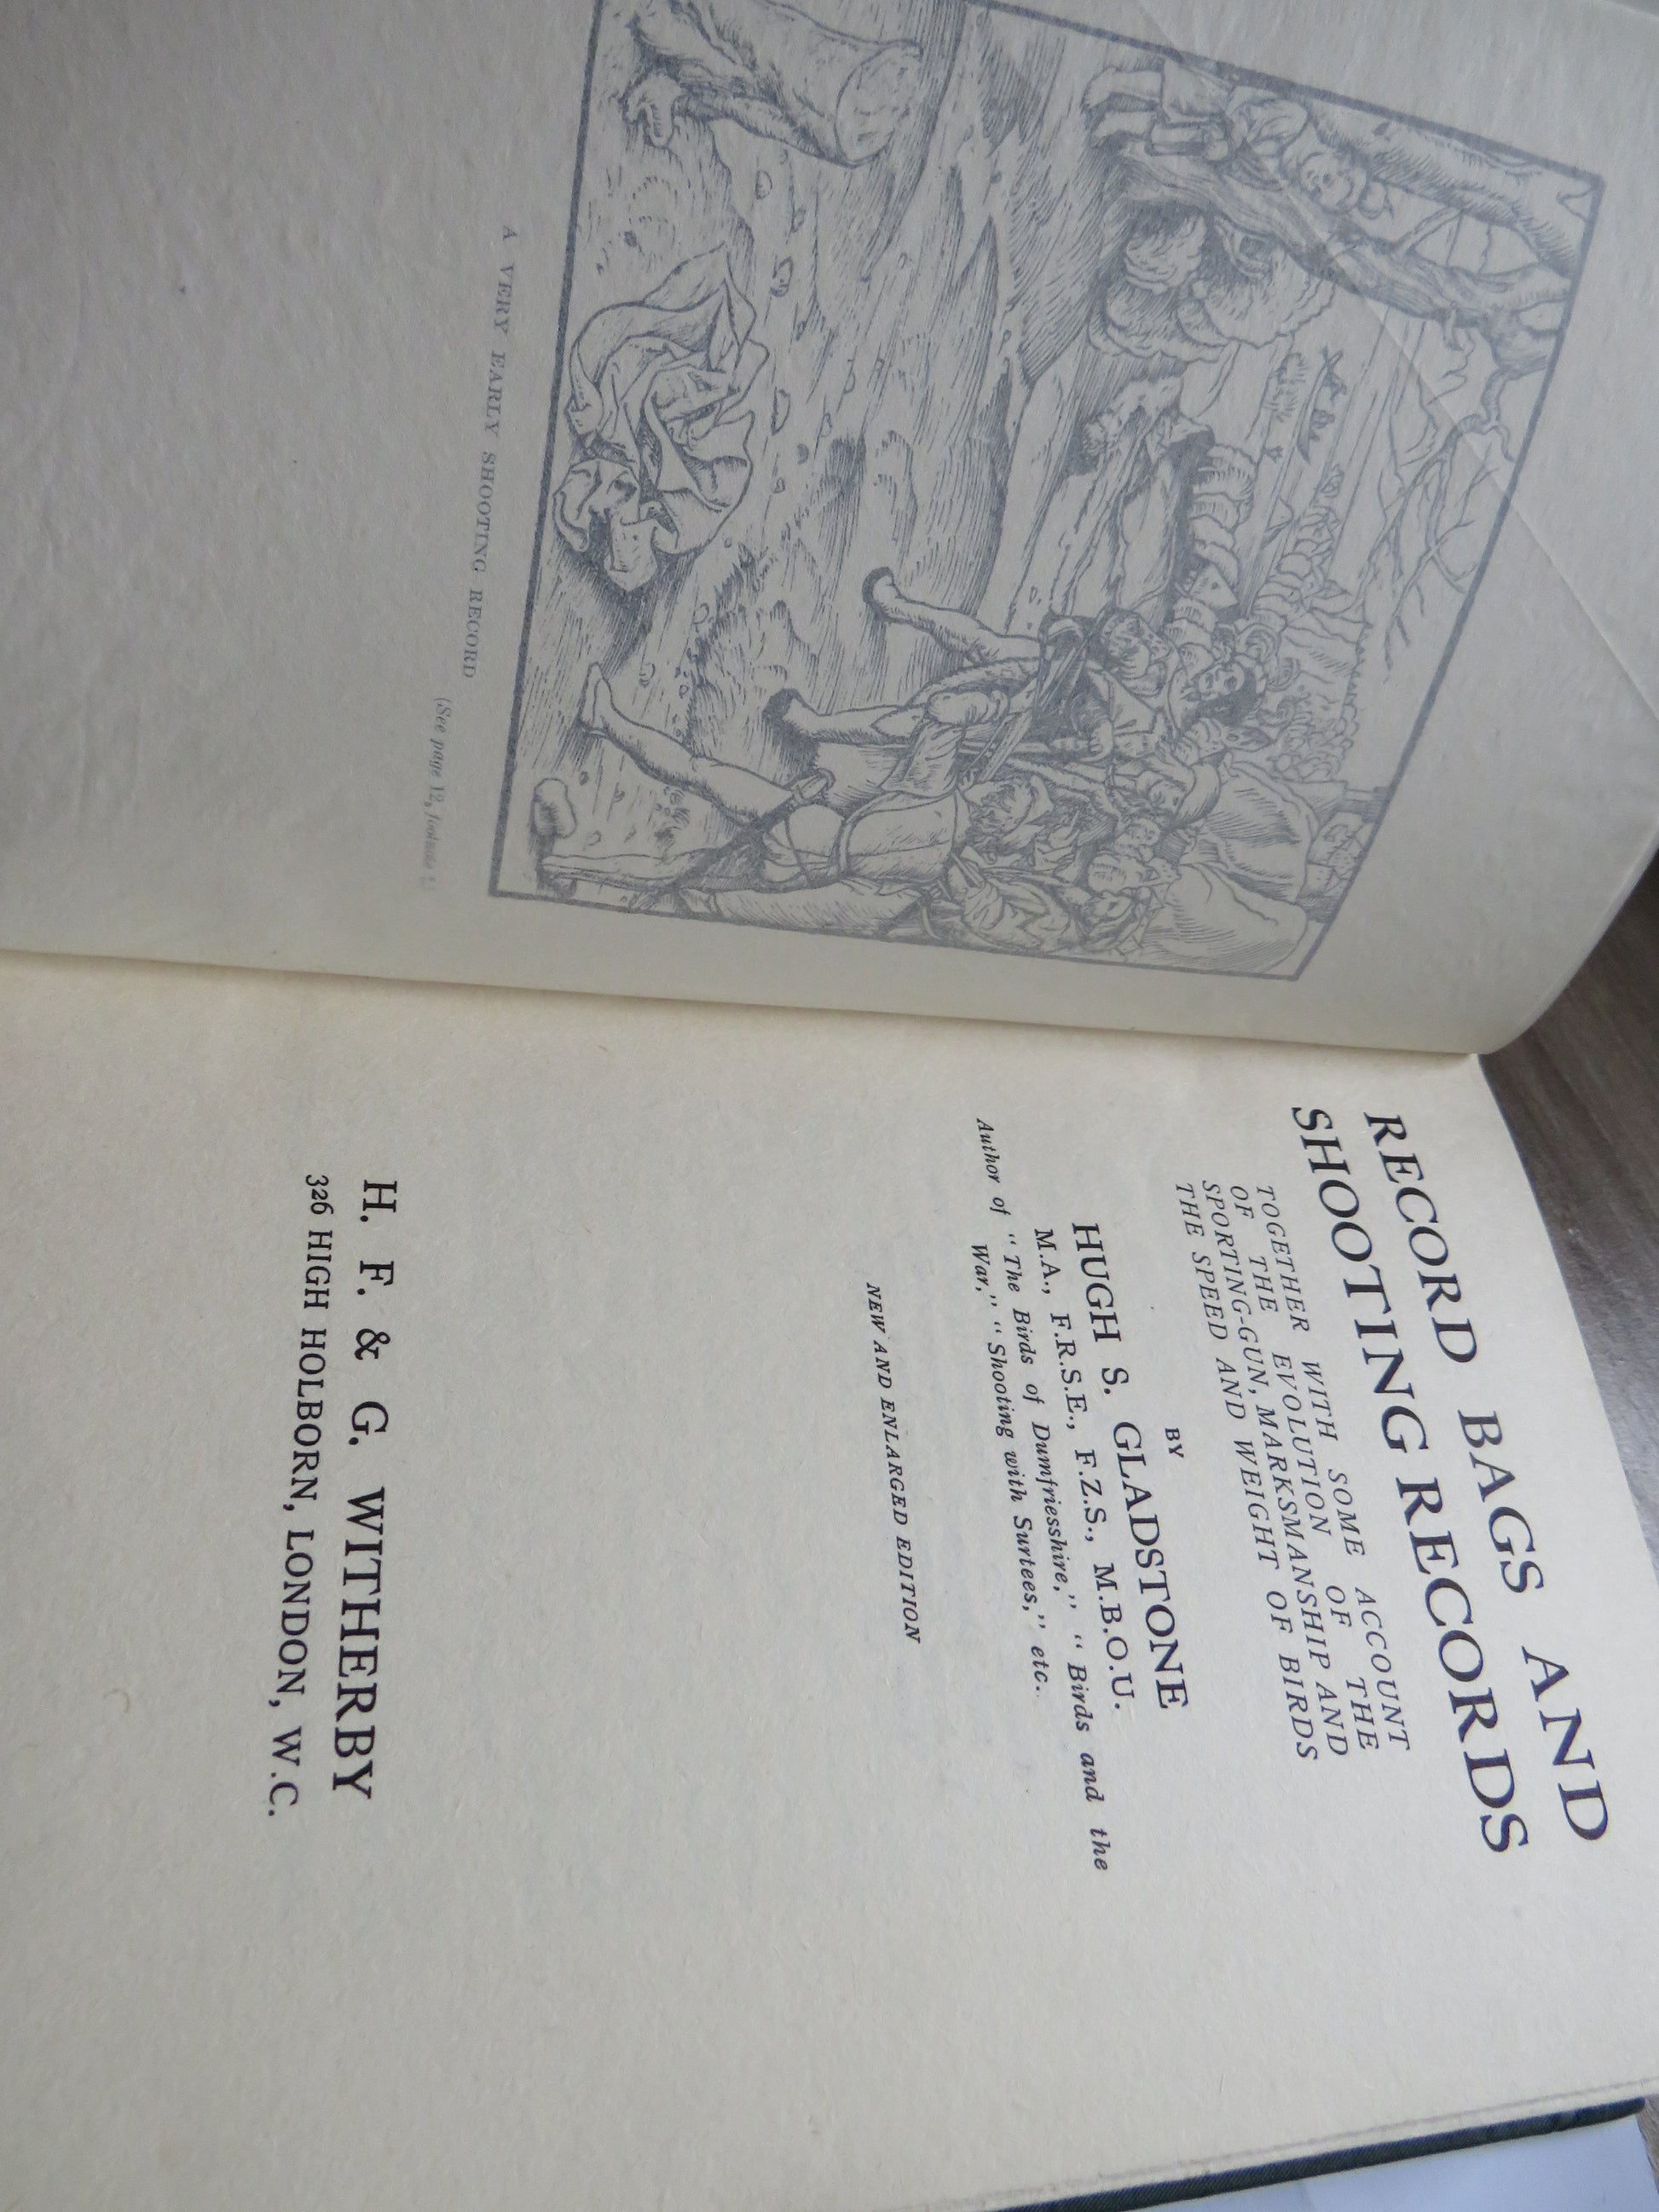 A VERY EARLY SHOOTING RECORD
(See page 12,
RECORD BAGS AND
SHOOTING RECORDS
TOGETHER WITH SOME ACCOUNT
OF THE EVOLUTION OF THE
SPORTING-GUN, MARKSMANSHIP AND
THE SPEED AND WEIGHT OF BIRDS
BY
HUGH S. GLADSTONE
M.A., F.R.S.E., F.Z.S., M.B.O.U.
Author of "The Birds of Dumfriesshire," "Birds and the
War," "Shooting with Surtees," etc.
NEW AND ENLARGED EDITION
H. F. & G. WITHERBY
326 HIGH HOLBORN, LONDON, W.C.